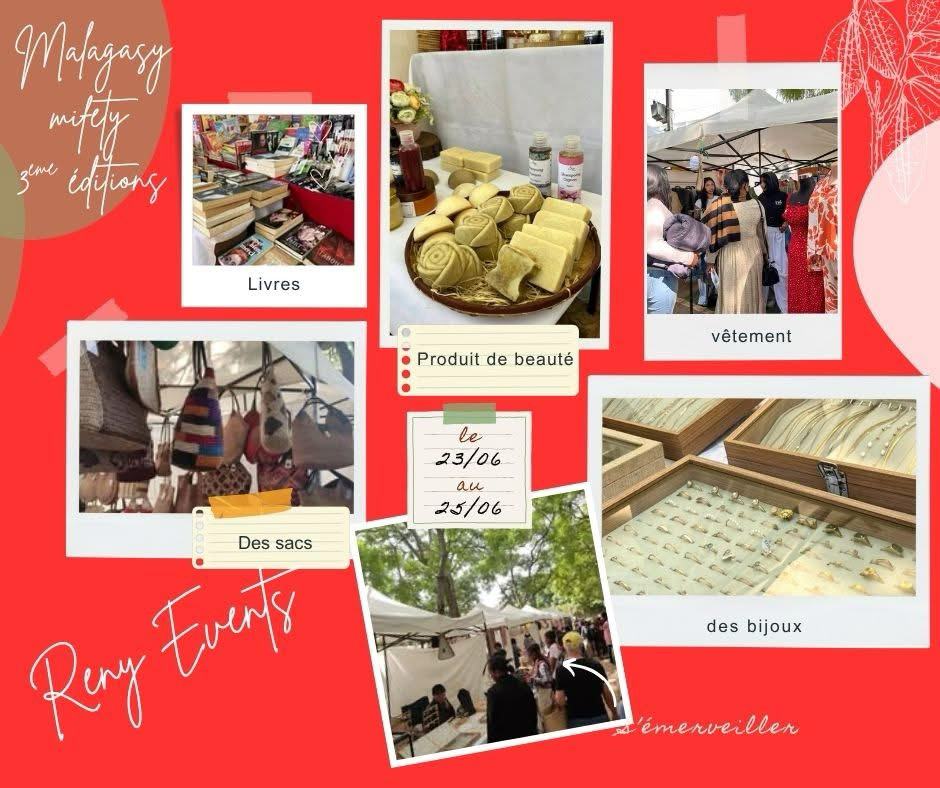 Malagasy
mifety
3eme éditions
Livres
Produit de beauté
vêtement
le
23/06
au
25/06
Des sacs
des bijoux
Reny Events
s'émerveiller